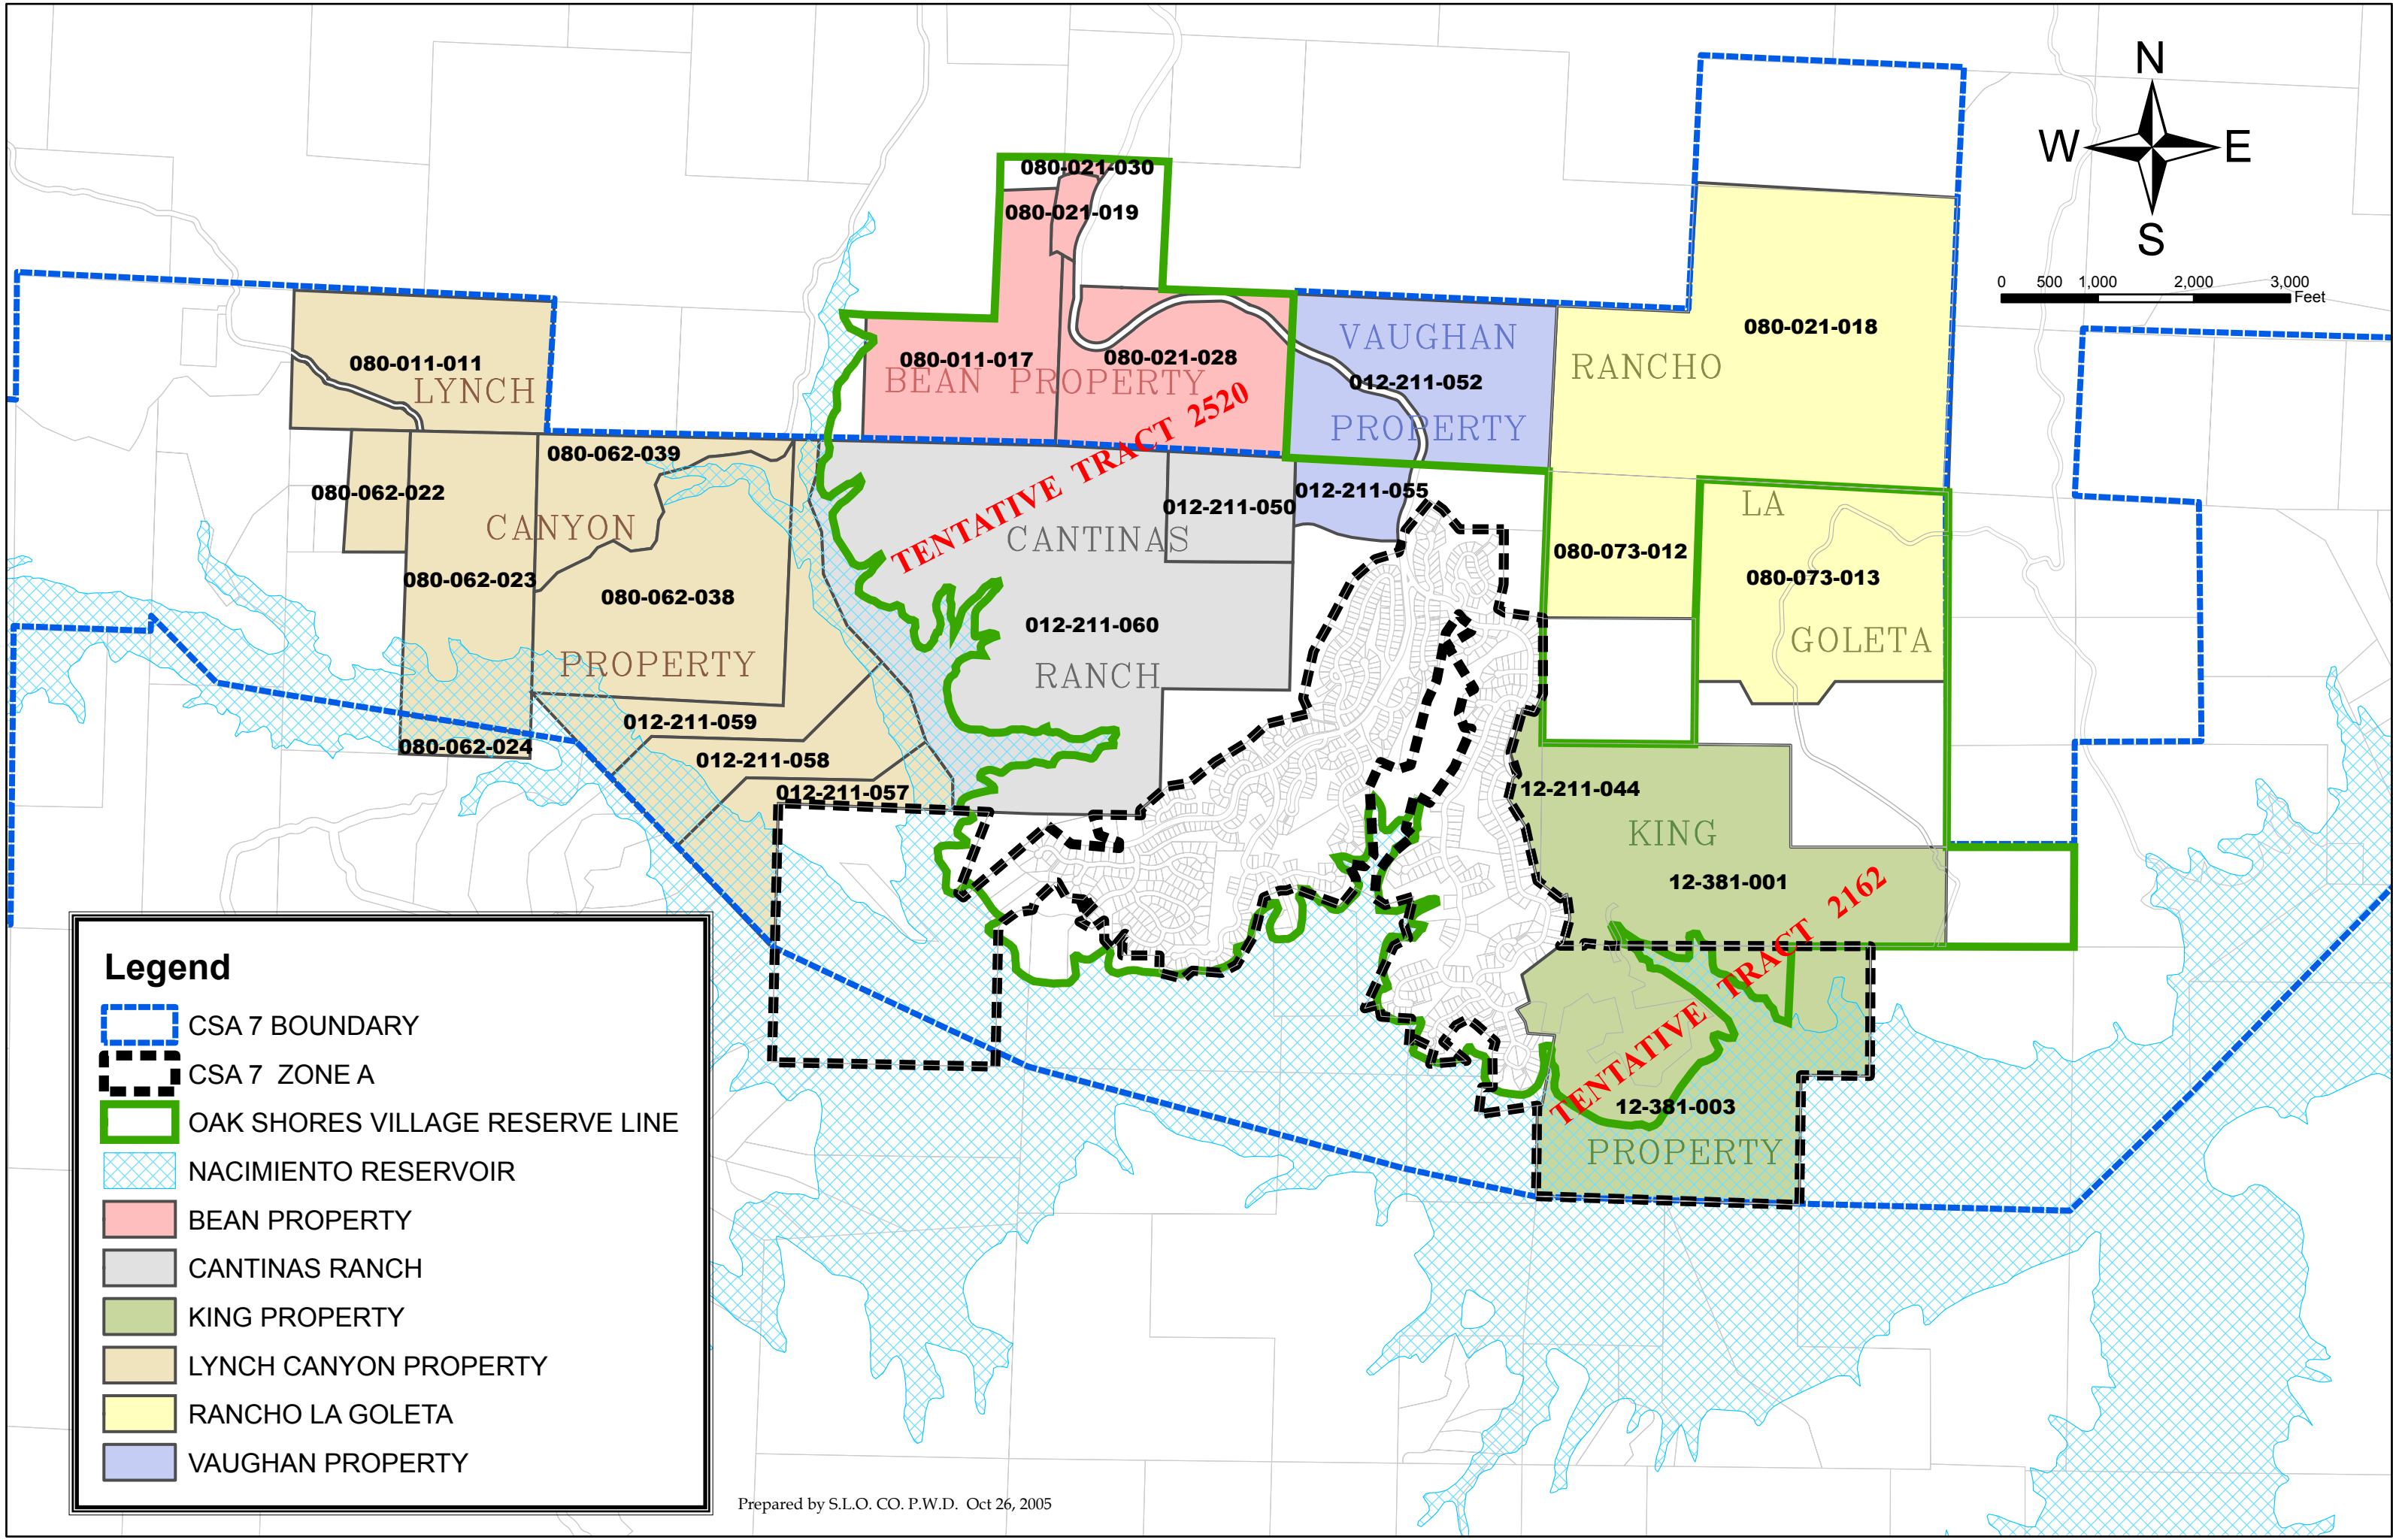 N
W E
S
0 500 1,000 2,000 3,000
Feet
080-021-030
080-021-019
080-011-017
080-021-028
BEAN PROPERTY
VAUGHAN
012-211-052
PROPERTY
012-211-055
RANCHO
080-021-018
LA
080-073-012
080-073-013
GOLETA
080-011-011
LYNCH
080-062-039
080-062-022
CANYON
080-062-023
080-062-038
PROPERTY
012-211-059
080-062-024
012-211-058
012-211-057
TENTATIVE TRACT 2520
012-211-050
CANTINAS
012-211-060
RANCH
12-211-044
KING
12-381-001
TENTATIVE TRACT 2162
12-381-003
PROPERTY
Legend
CSA 7 BOUNDARY
CSA 7 ZONE A
OAK SHORES VILLAGE RESERVE LINE
NACIMIENTO RESERVOIR
BEAN PROPERTY
CANTINAS RANCH
KING PROPERTY
LYNCH CANYON PROPERTY
RANCHO LA GOLETA
VAUGHAN PROPERTY
Prepared by S.L.O. CO. P.W.D. Oct 26, 2005